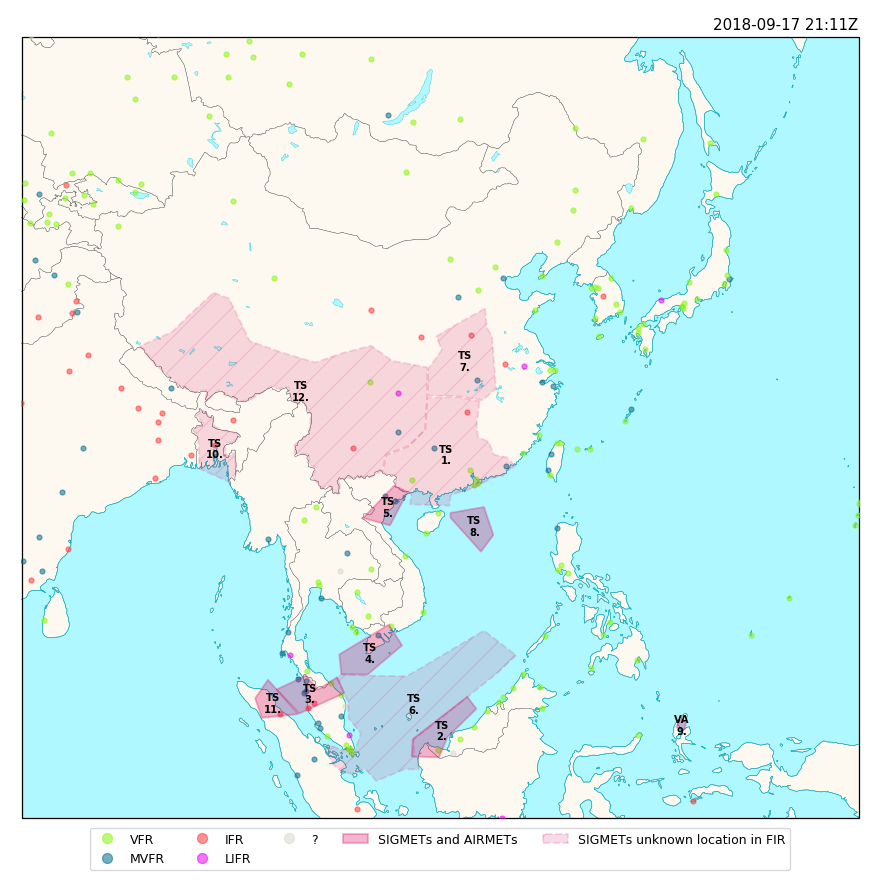 2018-09-17 21:11Z
TS
7.
TS
12.
TS
10.
TS
1.
TS
5.
TS
8.
TS
4.
TS
3.
TS
11.
TS
6.
TS
2.
VA
9.
VFR
IFR
?
SIGMETs and AIRMETs
SIGMETs unknown location in FIR
MVFR
LIFR